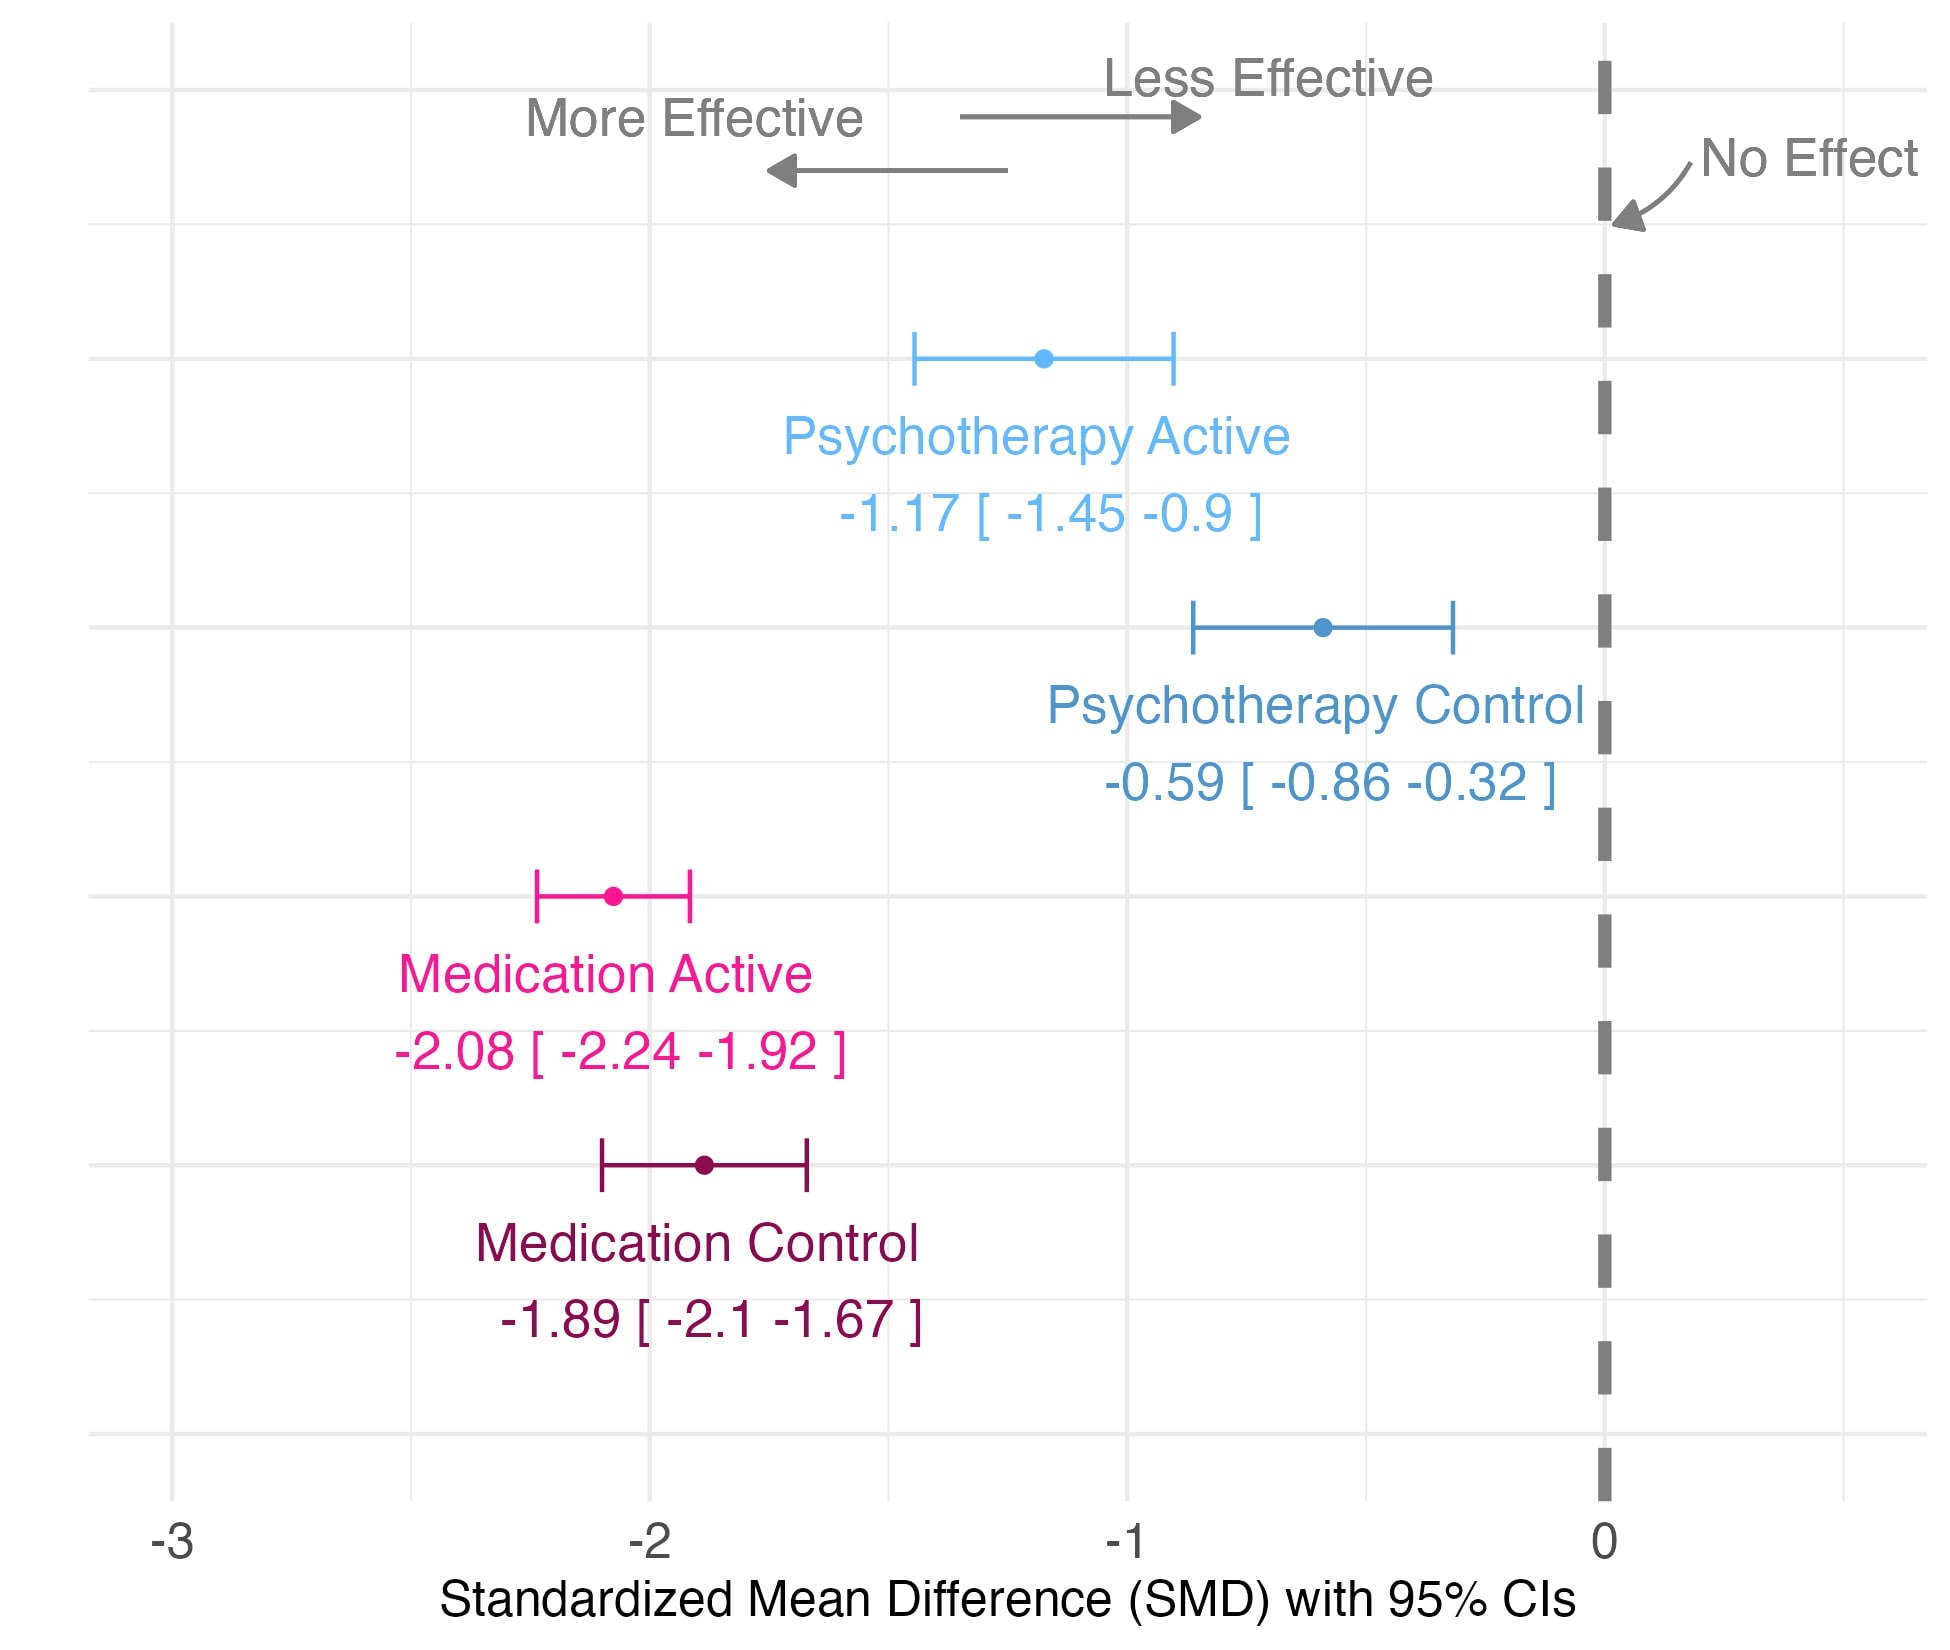 Less Effective
More Effective
No Effect
Psychotherapy Active
-1.17 [ -1.45 -0.9 ]
Psychotherapy Control
-0.59 [ -0.86 -0.32 ]
Medication Active
-2.08 [ -2.24 -1.92 ]
Medication Control
-1.89 [ -2.1 -1.67 ]
-3 -2 -1 0
Standardized Mean Difference (SMD) with 95% CIs